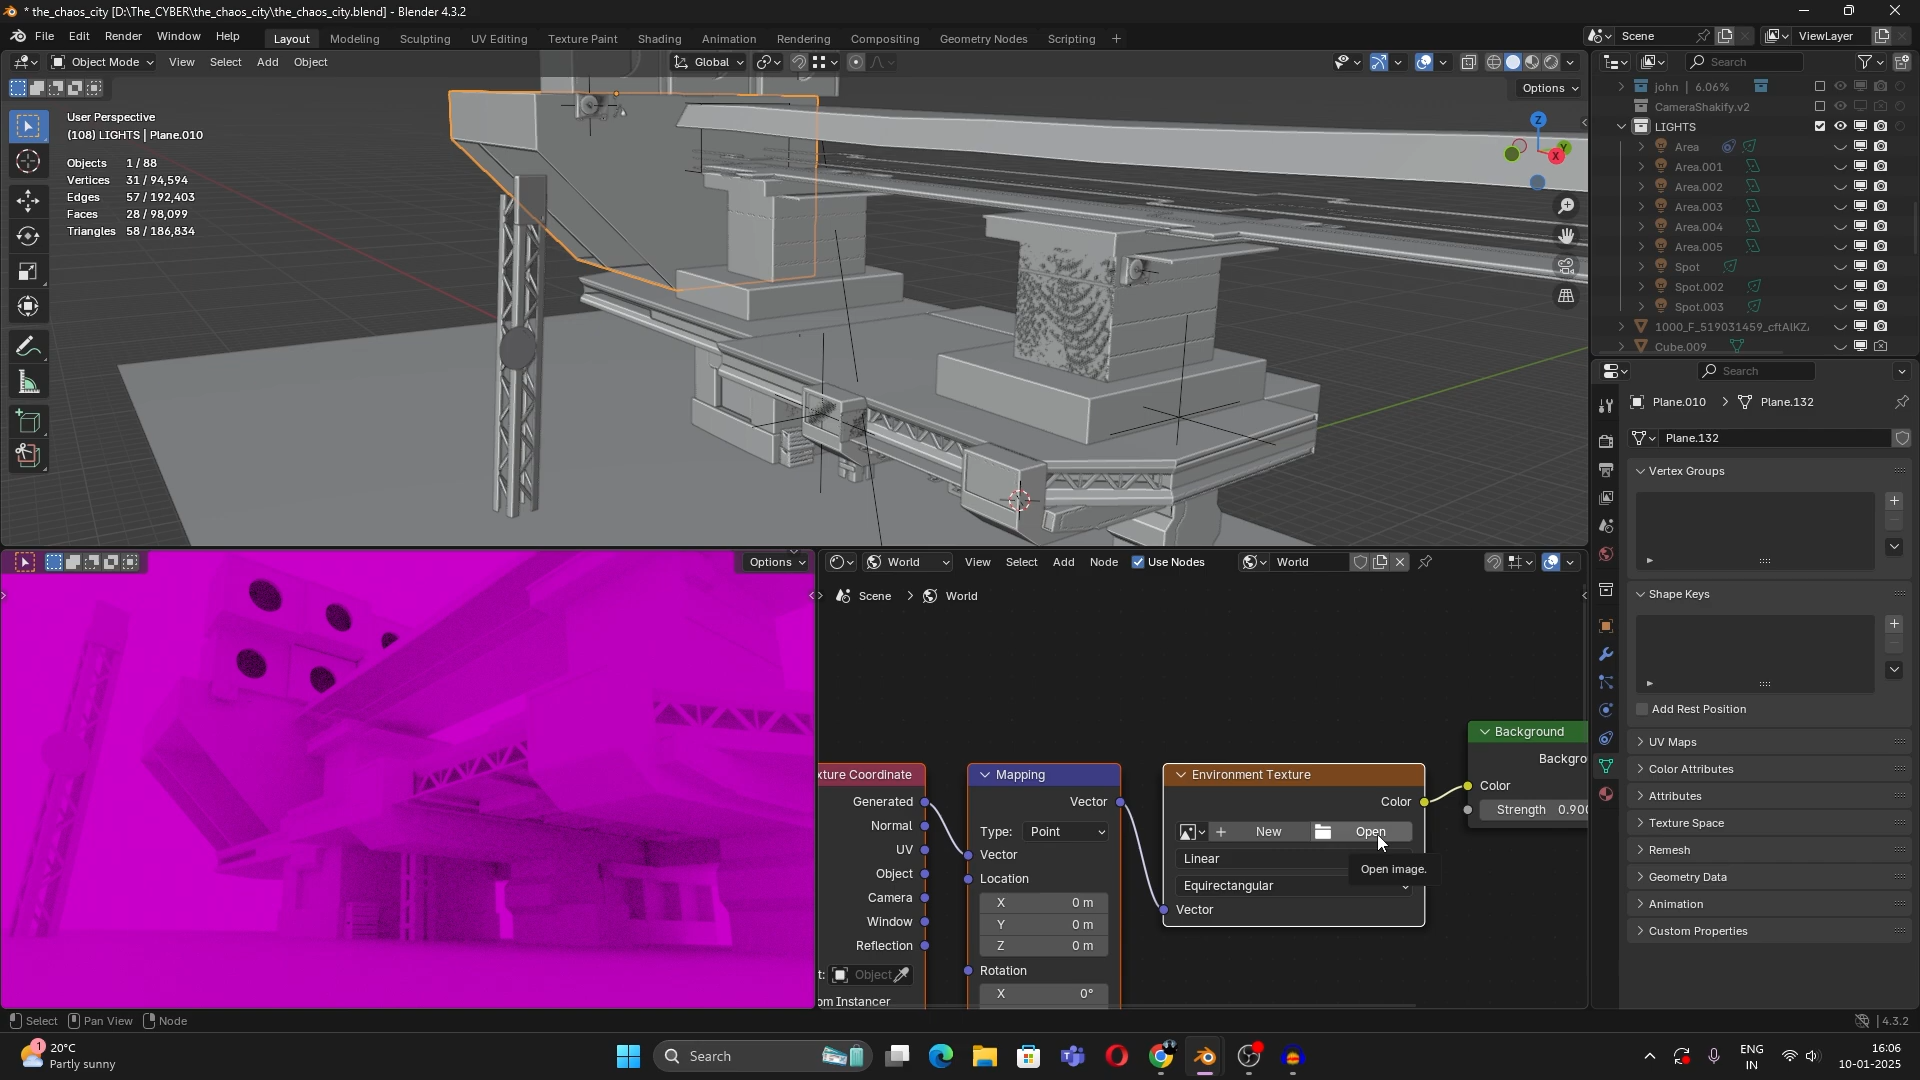 * the_chaos_city [D:\The_CYBER\the_chaos_city\the_chaos_city.blend] - Blender 4.3.2
File Edit Render Window Help Layout Modeling Sculpting UV Editing Texture Paint Shading Animation Rendering Compositing Geometry Nodes Scripting + Scene ViewLayer
Object Mode View Select Add Object Global Search
Options
User Perspective
(108) LIGHTS | Plane.010
Objects 1 / 88
Vertices 31 / 94,594
Edges 57 / 192,403
Faces 28 / 98,099
Triangles 58 / 186,834
Z
Y
X
john | 6.06%
CameraShakify.v2
LIGHTS
Area
Area.001
Area.002
Area.003
Area.004
Area.005
Spot
Spot.002
Spot.003
1000_F_519031459_cftAlKZ
Cube.009
Search
Plane.010 > Plane.132
Plane.132
Vertex Groups
Shape Keys
Add Rest Position
UV Maps
Color Attributes
Attributes
Texture Space
Remesh
Geometry Data
Animation
Custom Properties
Options
World View Select Add Node Use Nodes World
Scene > World
xture Coordinate
Generated
Normal
UV
Object
Camera
Window
Reflection
t: Object
om Instancer
Mapping
Vector
Type: Point
Vector
Location
X 0 m
Y 0 m
Z 0 m
Rotation
X 0°
Environment Texture
Color
New Open
Linear
Open image.
Equirectangular
Vector
Background
Backgro
Color
Strength 0.900
Select Pan View Node 4.3.2
1
20°C
Partly sunny
Search
ENG
IN
16:06
10-01-2025